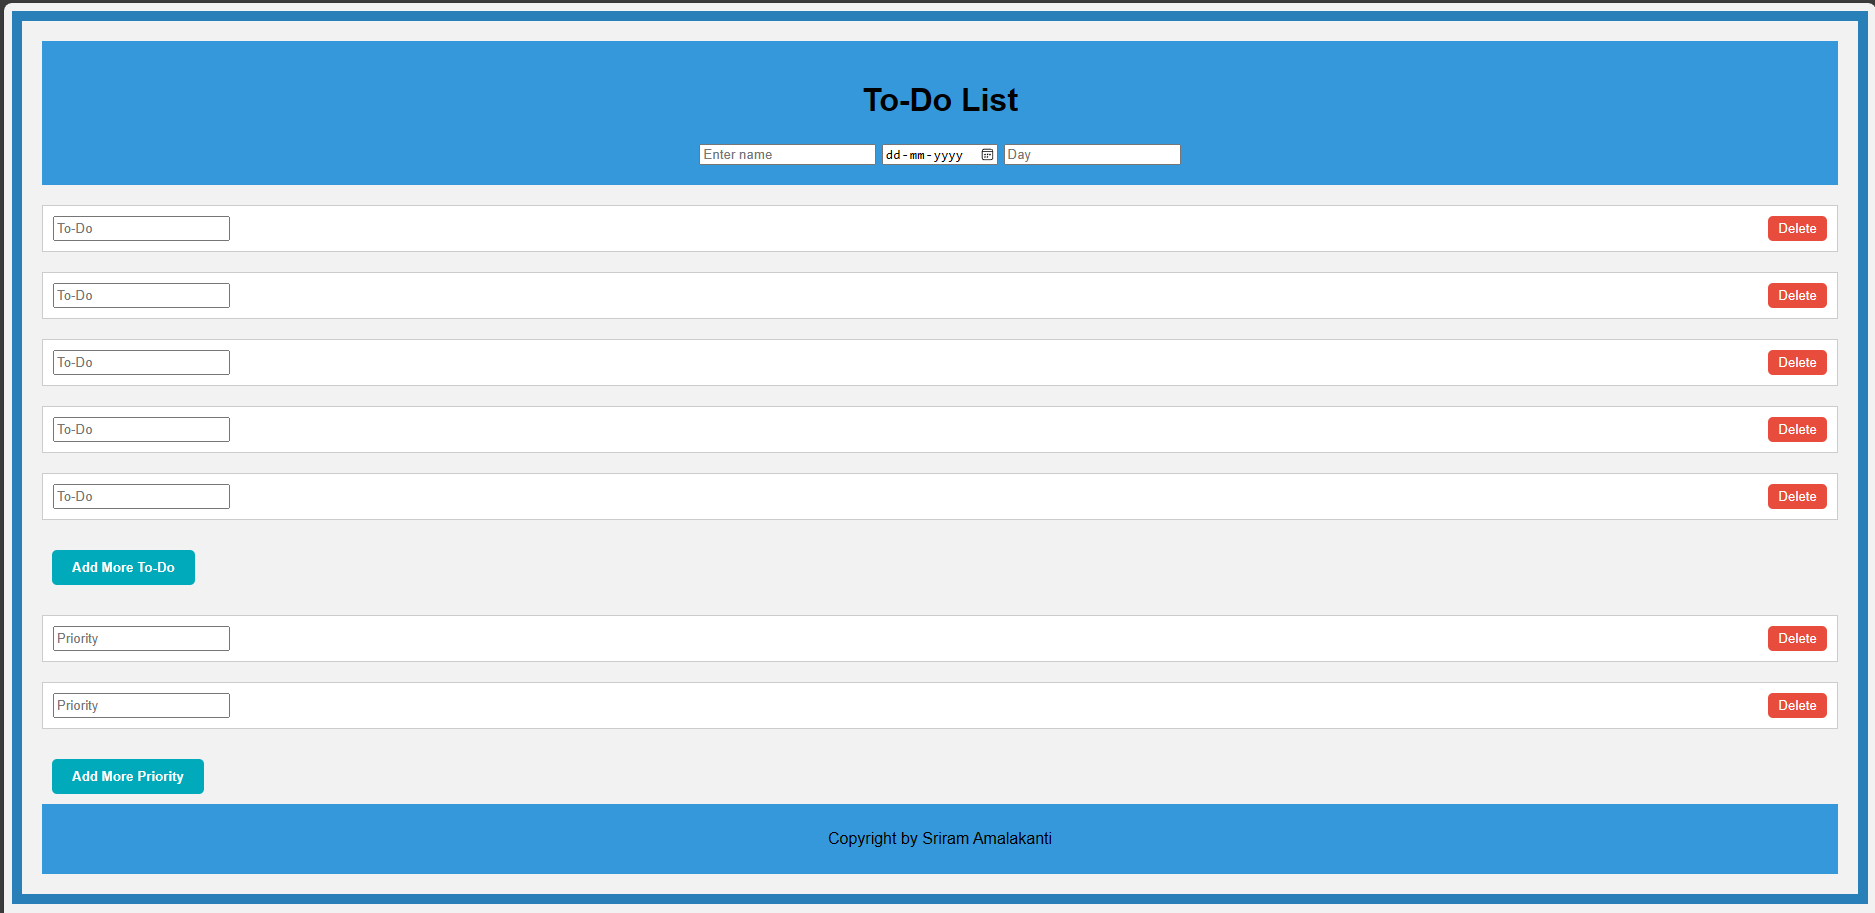 To-Do List
Enter name dd-mm-yyyy Day
To-Do Delete
To-Do Delete
To-Do Delete
To-Do Delete
To-Do Delete
Add More To-Do
Priority Delete
Priority Delete
Add More Priority
Copyright by Sriram Amalakanti